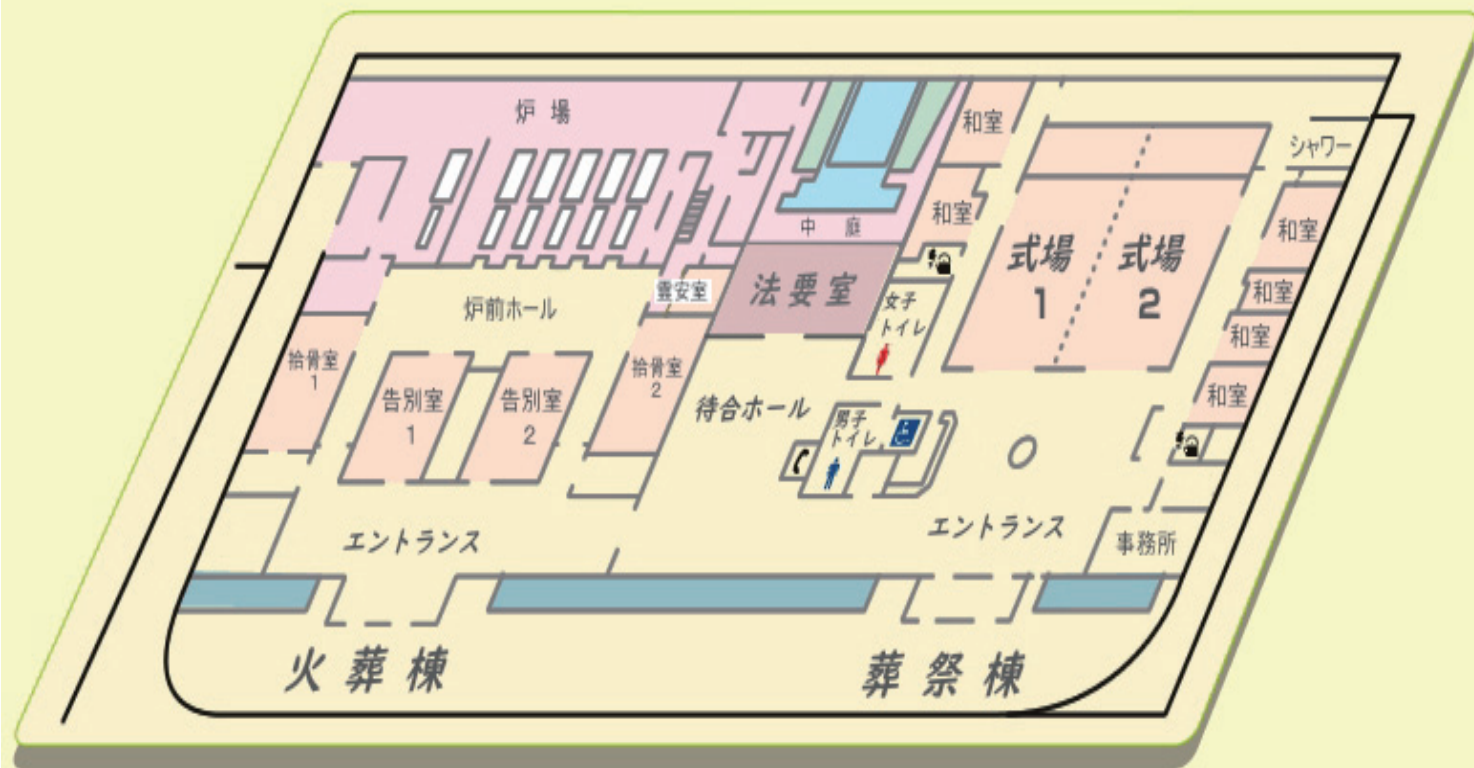 炉場
和室
シャワー
和室
中庭
和室
式場
1
式場
2
霊安室
法要室
女子
トイレ
和室
炉前ホール
和室
拾骨室
1
告別室
1
告別室
2
拾骨室
2
待合ホール
男子
トイレ
和室
エントランス
エントランス
事務所
火葬棟
葬祭棟